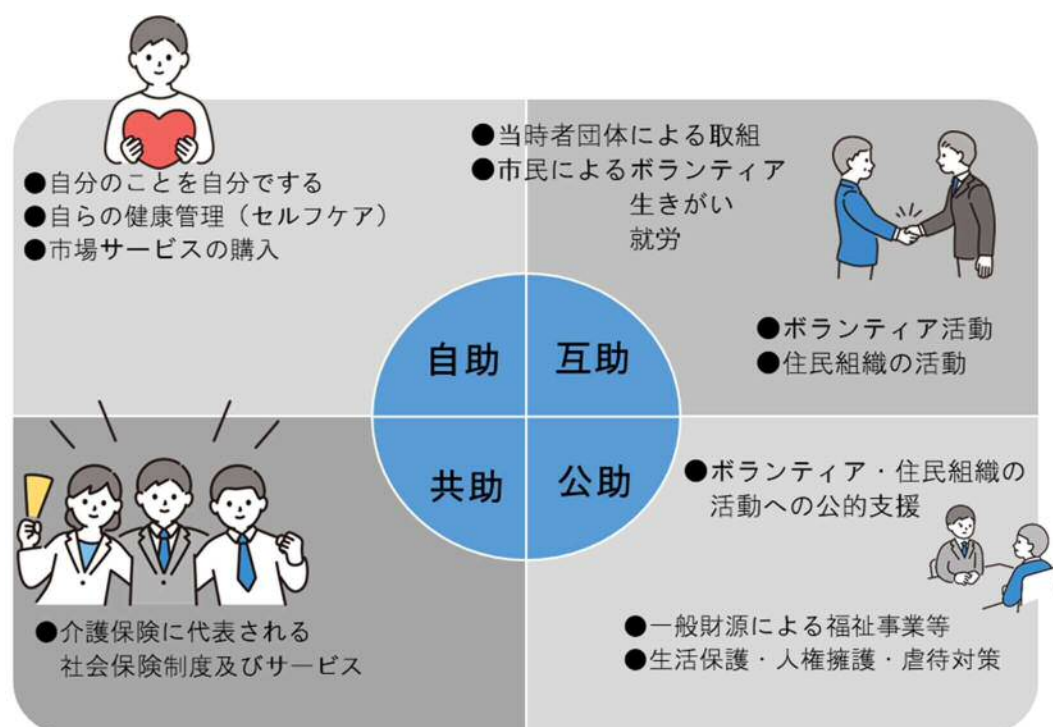 ●自分のことを自分でする
●自らの健康管理（セルフケア）
●市場サービスの購入
●当時者団体による取組
●市民によるボランティア
生きがい
就労
●ボランティア活動
●住民組織の活動
自助
互助
共助
公助
●介護保険に代表される
社会保険制度及びサービス
●ボランティア・住民組織の
活動への公的支援
●一般財源による福祉事業等
●生活保護・人権擁護・虐待対策